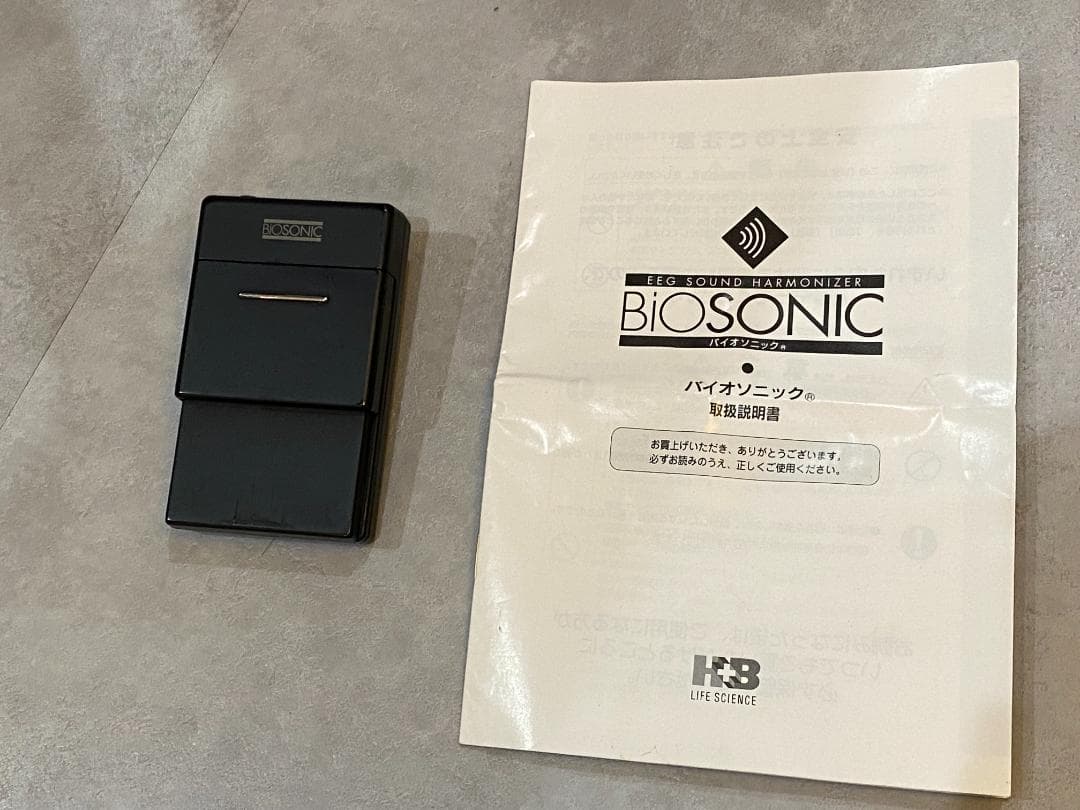 BiOSONIC
EEG SOUND HARMONIZER
BiOSONIC
バイオソニック®
バイオソニック®
取扱説明書
お買上げいただき、ありがとうございます。
必ずお読みのうえ、正しくご使用ください。
H+B
LIFE SCIENCE